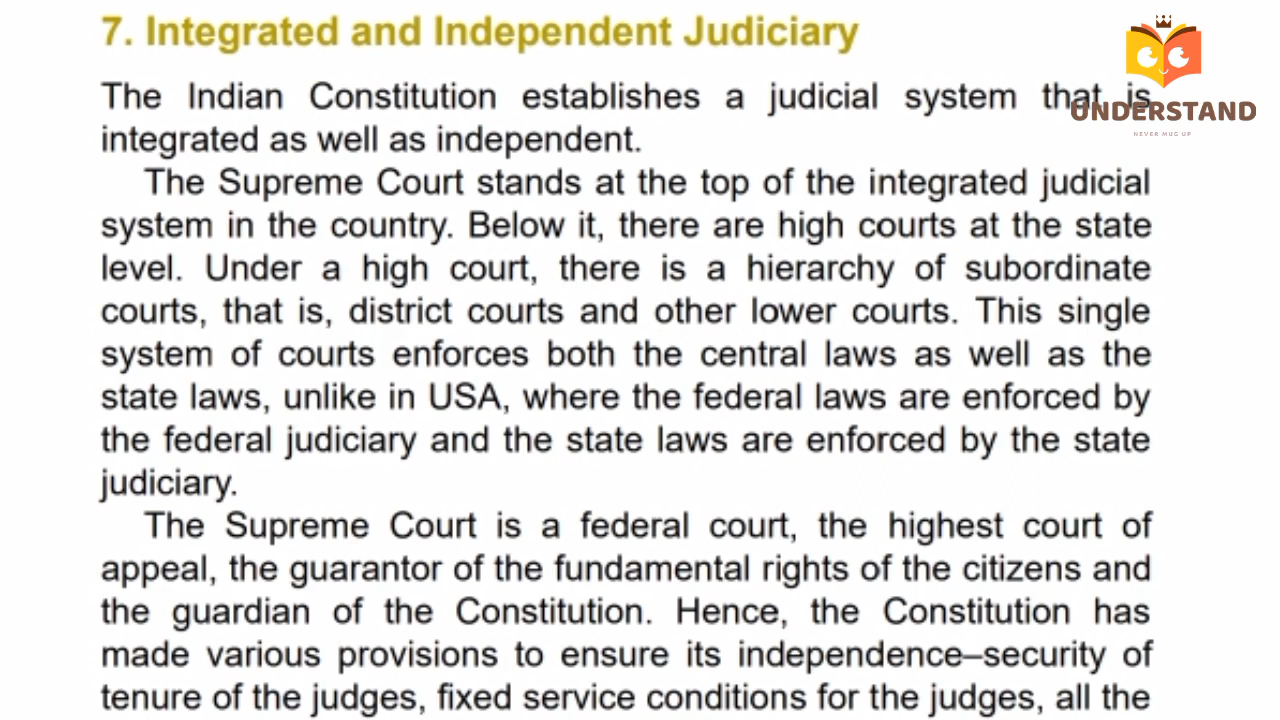 7. Integrated and Independent Judiciary
The Indian Constitution establishes a judicial system that is
integrated as well as independent.
UNDERSTAND
NEVER MUG UP
The Supreme Court stands at the top of the integrated judicial
system in the country. Below it, there are high courts at the state
level. Under a high court, there is a hierarchy of subordinate
courts, that is, district courts and other lower courts. This single
system of courts enforces both the central laws as well as the
state laws, unlike in USA, where the federal laws are enforced by
the federal judiciary and the state laws are enforced by the state
judiciary.
The Supreme Court is a federal court, the highest court of
appeal, the guarantor of the fundamental rights of the citizens and
the guardian of the Constitution. Hence, the Constitution has
made various provisions to ensure its independence–security of
tenure of the judges, fixed service conditions for the judges, all the